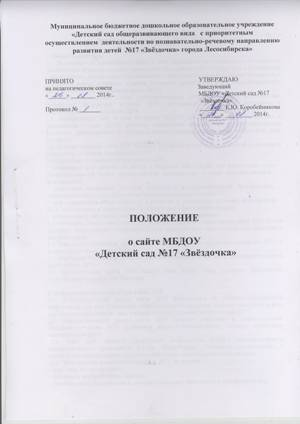 Муниципальное бюджетное дошкольное образовательное учреждение
«Детский сад общеразвивающего вида с приоритетным
осуществлением деятельности по познавательно-речевому направлению
развития детей №17 «Звёздочка» города Лесосибирска»
ПРИНЯТО
на педагогическом совете
2014г.
Протокол № 1
УТВЕРЖДАЮ
Заведующий
МБДОУ «Детский сад №17
«Звёздочка»
Е.Ю. Коробейникова
2014г.
ПОЛОЖЕНИЕ
о сайте МБДОУ
«Детский сад №17 «Звёздочка»